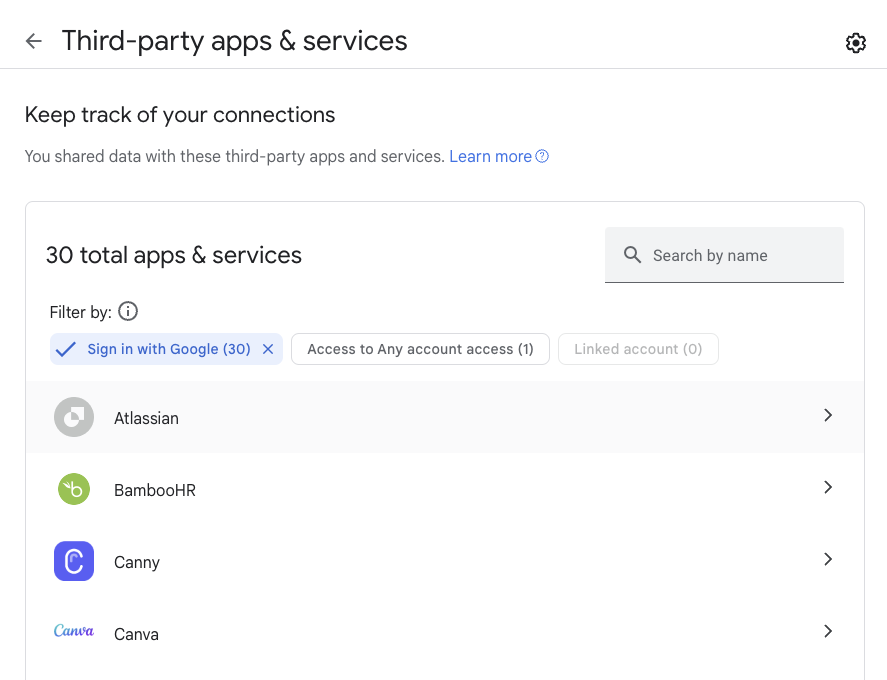 Third-party apps & services
Keep track of your connections
You shared data with these third-party apps and services. Learn more
30 total apps & services
Search by name
Filter by:
Sign in with Google (30)
Access to Any account access (1)
Linked account (0)
Atlassian
BambooHR
Canny
Canva
Canva